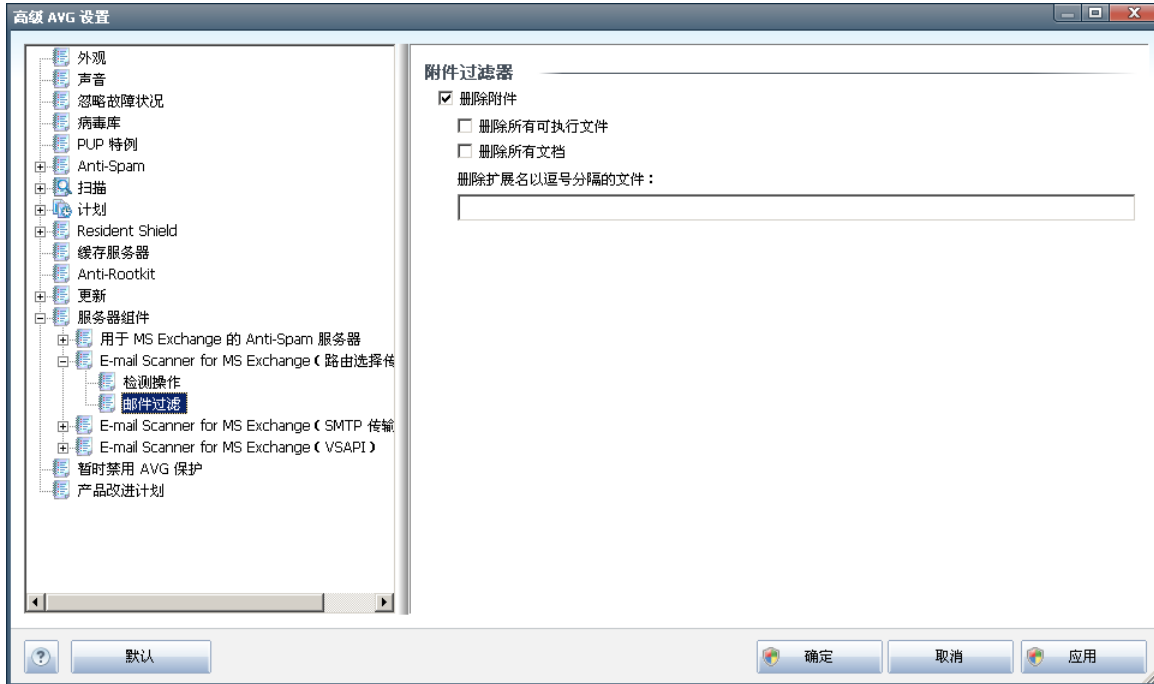 高级 AVG 设置
外观
声音
忽略故障状况
病毒库
PUP 特例
Anti-Spam
扫描
计划
Resident Shield
缓存服务器
Anti-Rootkit
更新
服务器组件
用于 MS Exchange 的 Anti-Spam 服务器
E-mail Scanner for MS Exchange（路由选择传
检测操作
邮件过滤
E-mail Scanner for MS Exchange（SMTP 传输
E-mail Scanner for MS Exchange（VSAPI）
暂时禁用 AVG 保护
产品改进计划
附件过滤器
删除附件
删除所有可执行文件
删除所有文档
删除扩展名以逗号分隔的文件：
默认
确定
取消
应用